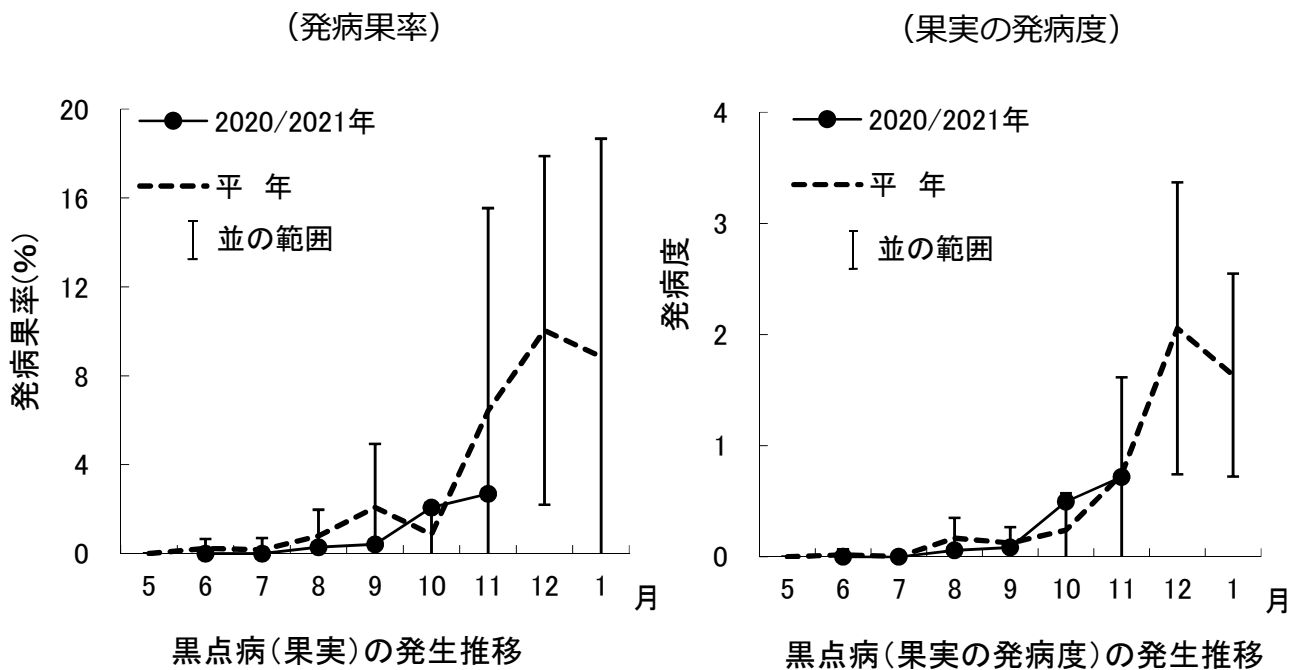 (発病果率)
20
16
12
8
4
0
発病果率(%)
2020/2021年
平 年
並の範囲
5 6 7 8 9 10 11 12 1 月
黒点病(果実)の発生推移
(果実の発病度)
4
3
2
1
0
発病度
2020/2021年
平 年
並の範囲
5 6 7 8 9 10 11 12 1 月
黒点病(果実の発病度)の発生推移